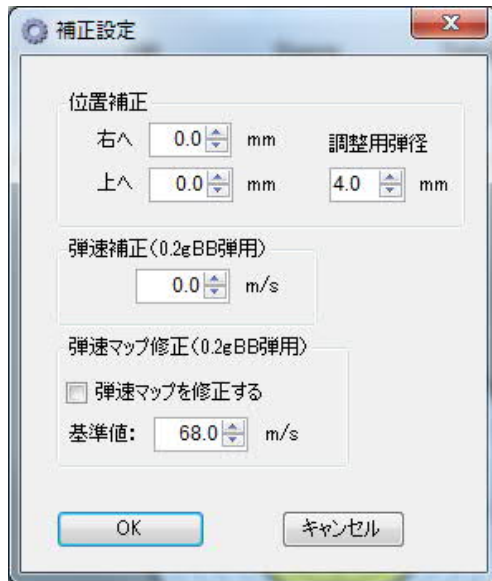 補正設定
位置補正
右へ 0.0 mm 調整用弾径
上へ 0.0 mm 4.0 mm
弾速補正(0.2gBB弾用)
0.0 m/s
弾速マップ修正(0.2gBB弾用)
弾速マップを修正する
基準値: 68.0 m/s
OK キャンセル